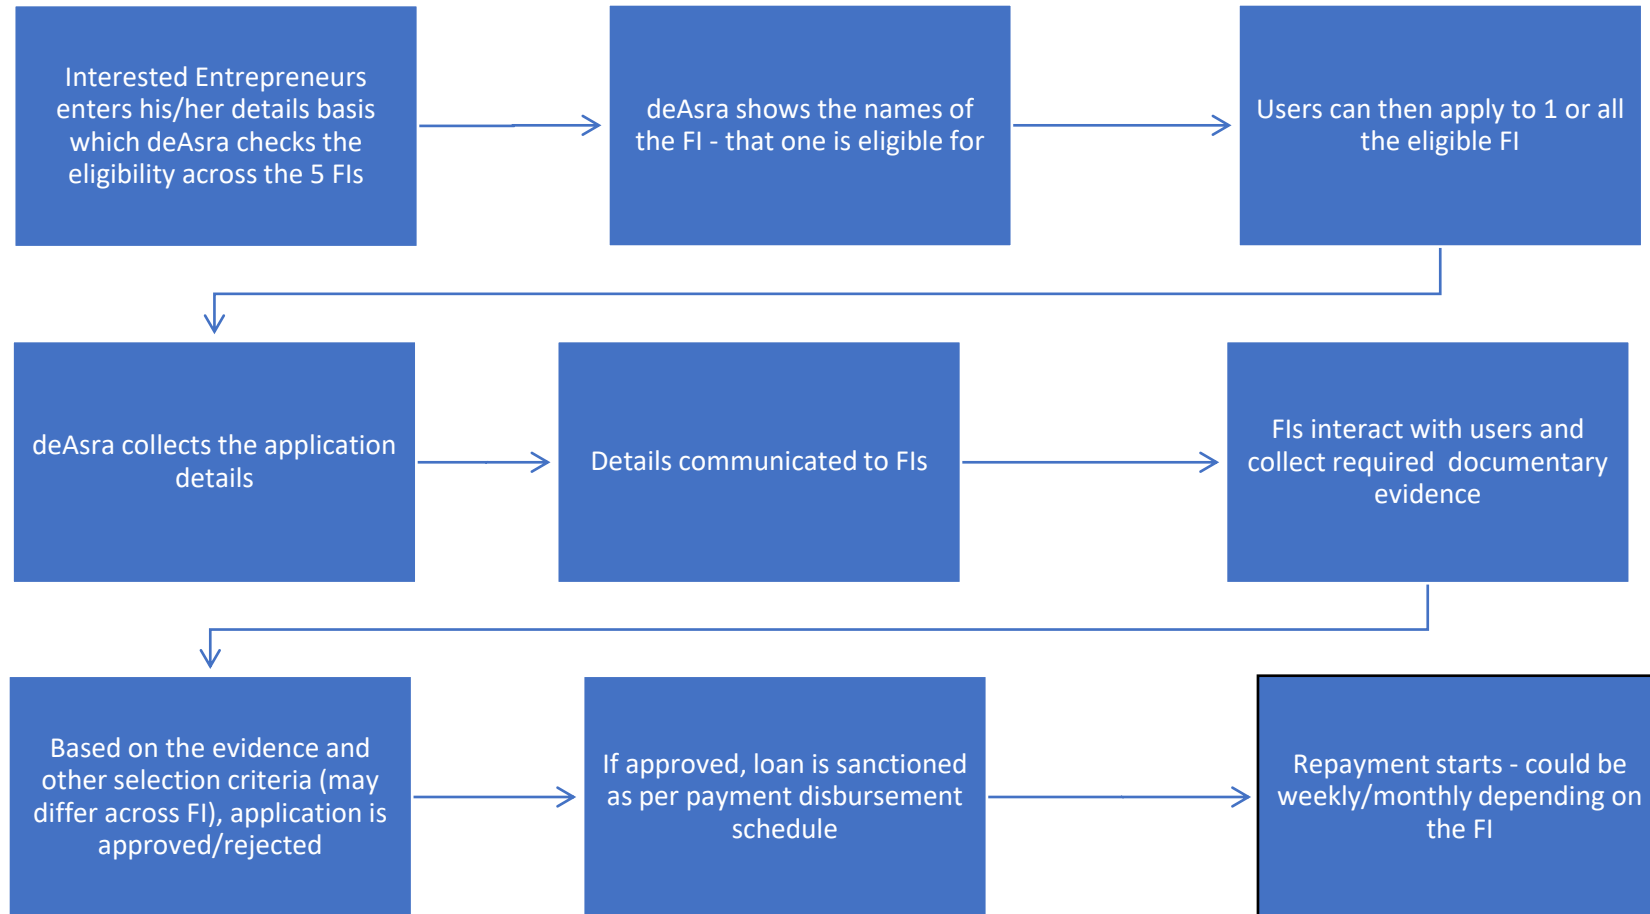 Interested Entrepreneurs
enters his/her details basis
which deAsra checks the
eligibility across the 5 FIs
deAsra shows the names of
the FI - that one is eligible for
Users can then apply to 1 or all
the eligible FI
deAsra collects the application
details
Details communicated to FIs
FIs interact with users and
collect required  documentary
evidence
Based on the evidence and
other selection criteria (may
differ across FI), application is
approved/rejected
If approved, loan is sanctioned
as per payment disbursement
schedule
Repayment starts - could be
weekly/monthly depending on
the FI